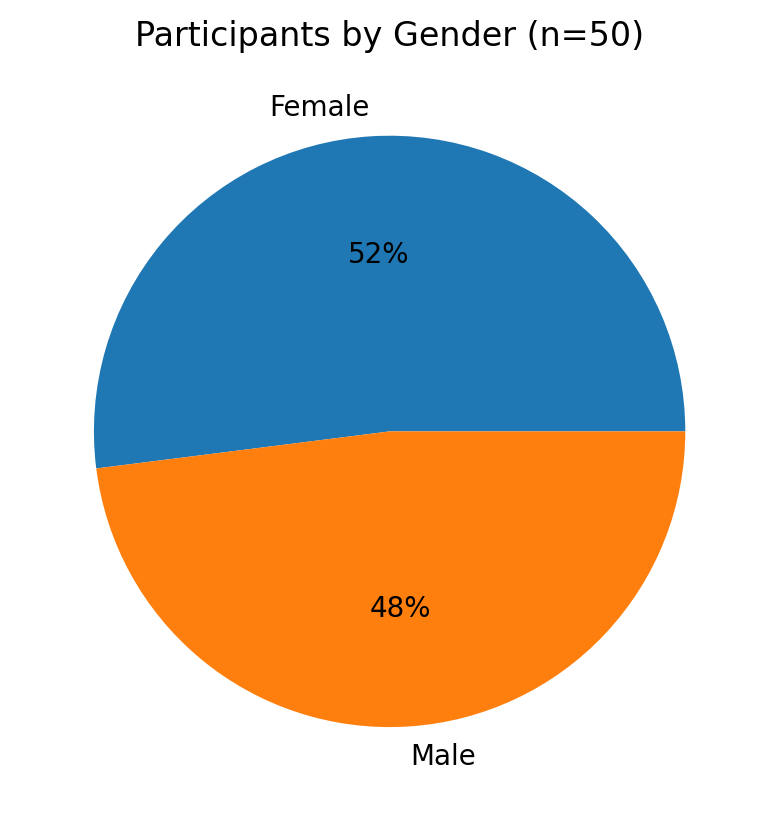 Participants by Gender (n=50)
Female
52%
48%
Male